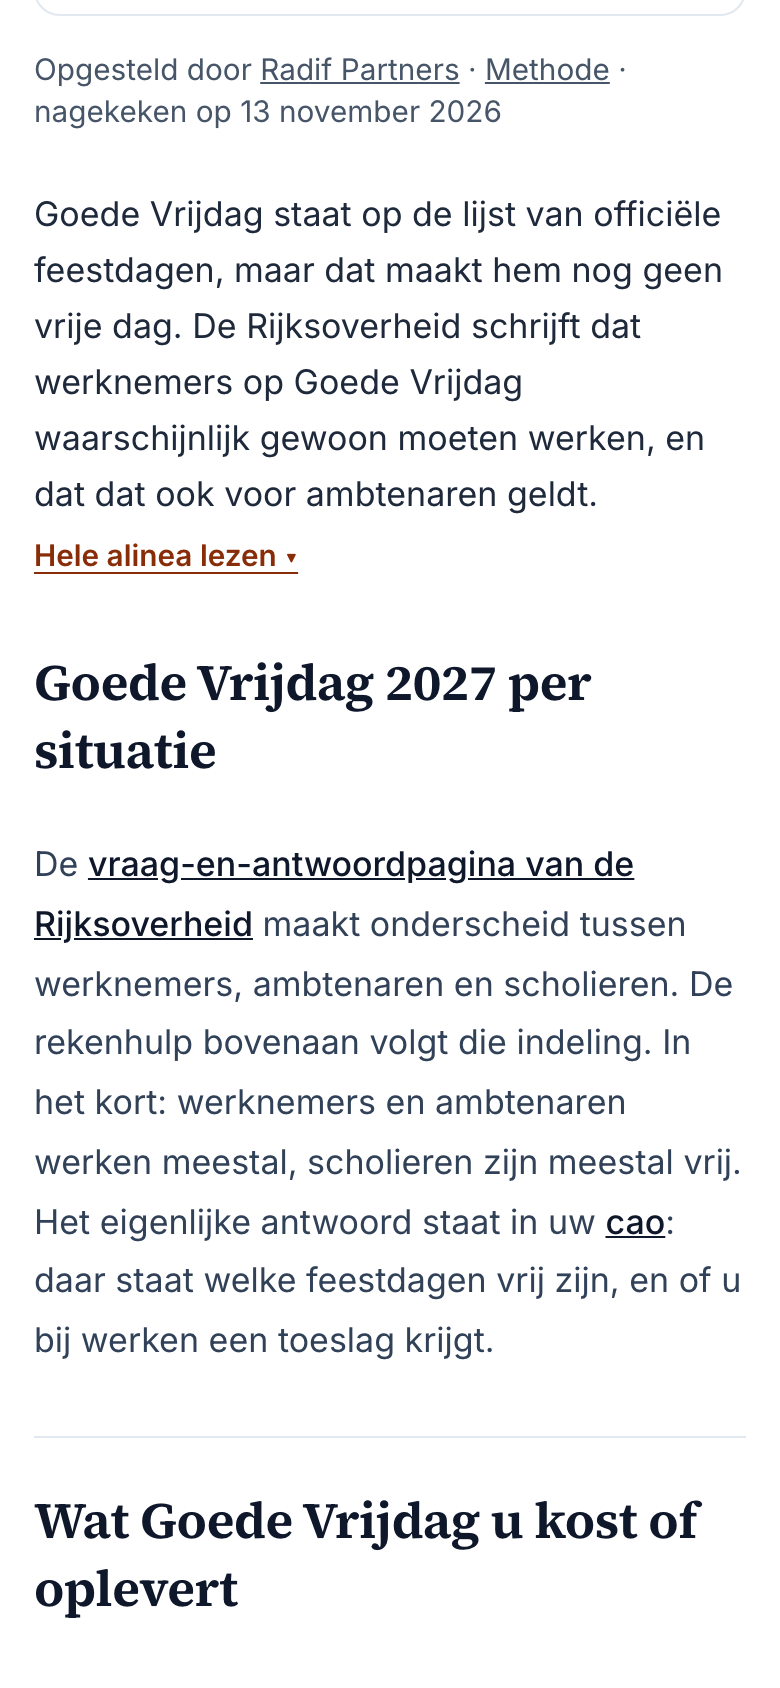 Opgesteld door Radif Partners · Methode ·
nagekeken op 13 november 2026
Goede Vrijdag staat op de lijst van officiële
feestdagen, maar dat maakt hem nog geen
vrije dag. De Rijksoverheid schrijft dat
werknemers op Goede Vrijdag
waarschijnlijk gewoon moeten werken, en
dat dat ook voor ambtenaren geldt.
Hele alinea lezen ▾
Goede Vrijdag 2027 per
situatie
De vraag-en-antwoordpagina van de
Rijksoverheid maakt onderscheid tussen
werknemers, ambtenaren en scholieren. De
rekenhulp bovenaan volgt die indeling. In
het kort: werknemers en ambtenaren
werken meestal, scholieren zijn meestal vrij.
Het eigenlijke antwoord staat in uw cao:
daar staat welke feestdagen vrij zijn, en of u
bij werken een toeslag krijgt.
Wat Goede Vrijdag u kost of
oplevert